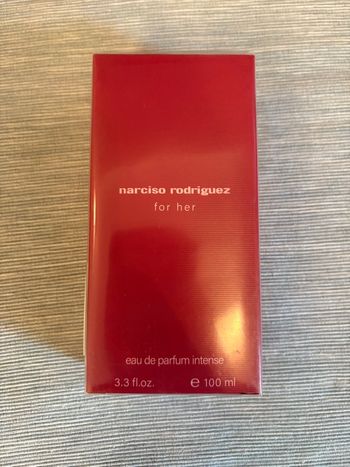 narciso rodriguez
for her
eau de parfum intense
3.3 fl.oz. ℮ 100 ml